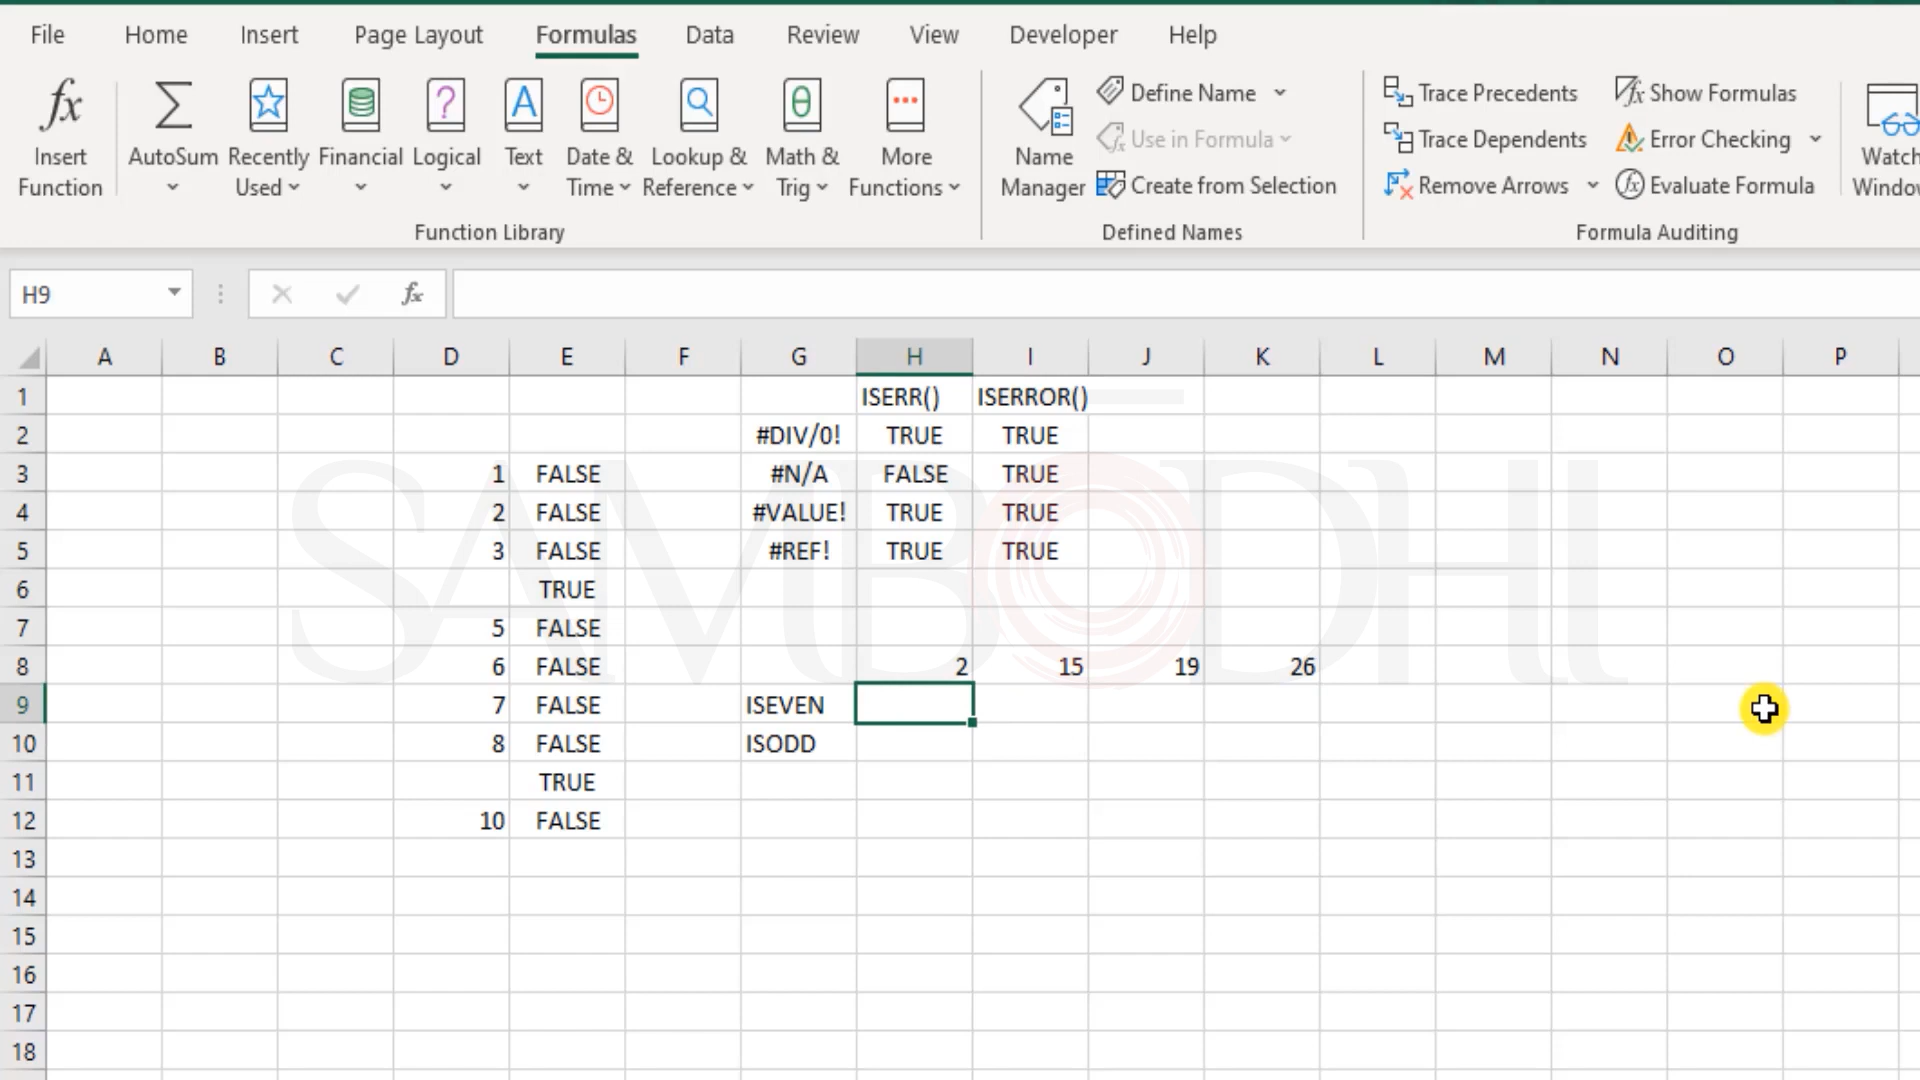 File Home Insert Page Layout Formulas Data Review View Developer Help
Insert Function
AutoSum
Recently Used
Financial
Logical
Text
Date & Time
Lookup & Reference
Math & Trig
More Functions
Function Library
Name Manager
Define Name
Use in Formula
Create from Selection
Defined Names
Trace Precedents
Trace Dependents
Remove Arrows
Show Formulas
Error Checking
Evaluate Formula
Formula Auditing
Watch Window
H9 fx
A B C D E F G H I J K L M N O P
1 ISERR() ISERROR()
2 #DIV/0! TRUE TRUE
3 1 FALSE #N/A FALSE TRUE
4 2 FALSE #VALUE! TRUE TRUE
5 3 FALSE #REF! TRUE TRUE
6 TRUE
7 5 FALSE
8 6 FALSE 2 15 19 26
9 7 FALSE ISEVEN
10 8 FALSE ISODD
11 TRUE
12 10 FALSE
13
14
15
16
17
18
SAMBODHI